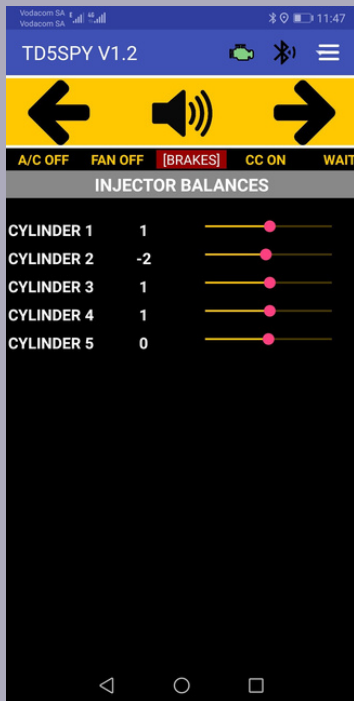 Vodacom SA
Vodacom SA 11:47
TD5SPY V1.2
A/C OFF FAN OFF [BRAKES] CC ON WAIT
INJECTOR BALANCES
CYLINDER 1 1
CYLINDER 2 -2
CYLINDER 3 1
CYLINDER 4 1
CYLINDER 5 0